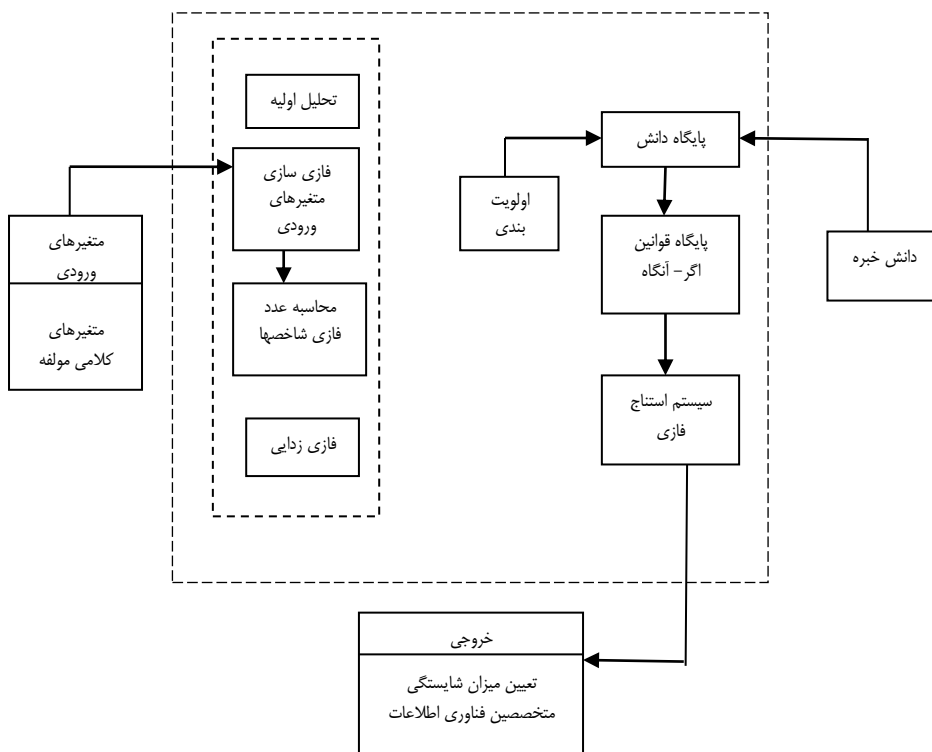 تحلیل اولیه
فازی سازی
متغیرهای
ورودی
محاسبه عدد
فازی شاخصها
فازی زدایی
متغیرهای
ورودی
متغیرهای
کلامی مولفه
پایگاه دانش
اولویت
بندی
پایگاه قوانین
اگر– آنگاه
سیستم استناج
فازی
دانش خبره
خروجی
تعیین میزان شایستگی
متخصصین فناوری اطلاعات